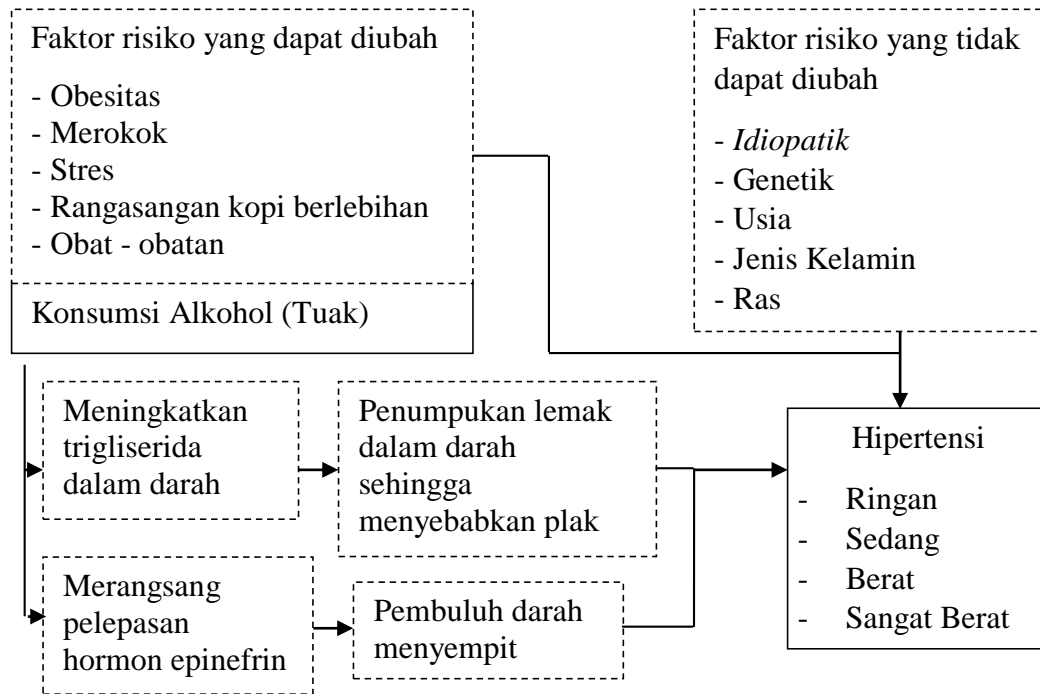 Faktor risiko yang dapat diubah
- Obesitas
- Merokok
- Stres
- Rangasangan kopi berlebihan
- Obat - obatan
Konsumsi Alkohol (Tuak)
Faktor risiko yang tidak
dapat diubah
- Idiopatik
- Genetik
- Usia
- Jenis Kelamin
- Ras
Meningkatkan
trigliserida
dalam darah
Penumpukan lemak
dalam darah
sehingga
menyebabkan plak
Merangsang
pelepasan
hormon epinefrin
Pembuluh darah
menyempit
Hipertensi
- Ringan
- Sedang
- Berat
- Sangat Berat